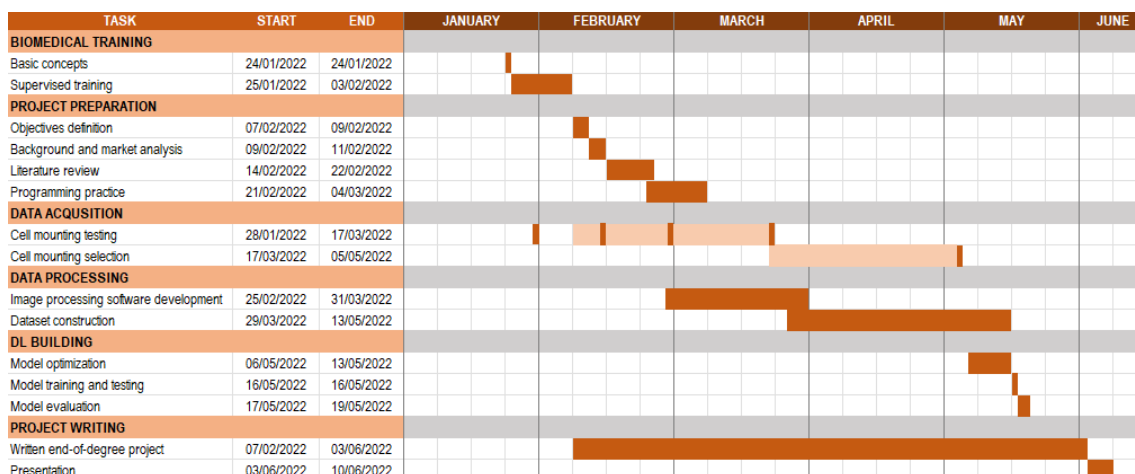 TASK START END JANUARY FEBRUARY MARCH APRIL MAY JUNE
BIOMEDICAL TRAINING
Basic concepts 24/01/2022 24/01/2022
Supervised training 25/01/2022 03/02/2022
PROJECT PREPARATION
Objectives definition 07/02/2022 09/02/2022
Background and market analysis 09/02/2022 11/02/2022
Literature review 14/02/2022 22/02/2022
Programming practice 21/02/2022 04/03/2022
DATA ACQUSITION
Cell mounting testing 28/01/2022 17/03/2022
Cell mounting selection 17/03/2022 05/05/2022
DATA PROCESSING
Image processing software development 25/02/2022 31/03/2022
Dataset construction 29/03/2022 13/05/2022
DL BUILDING
Model optimization 06/05/2022 13/05/2022
Model training and testing 16/05/2022 16/05/2022
Model evaluation 17/05/2022 19/05/2022
PROJECT WRITING
Written end-of-degree project 07/02/2022 03/06/2022
Presentation 03/06/2022 10/06/2022